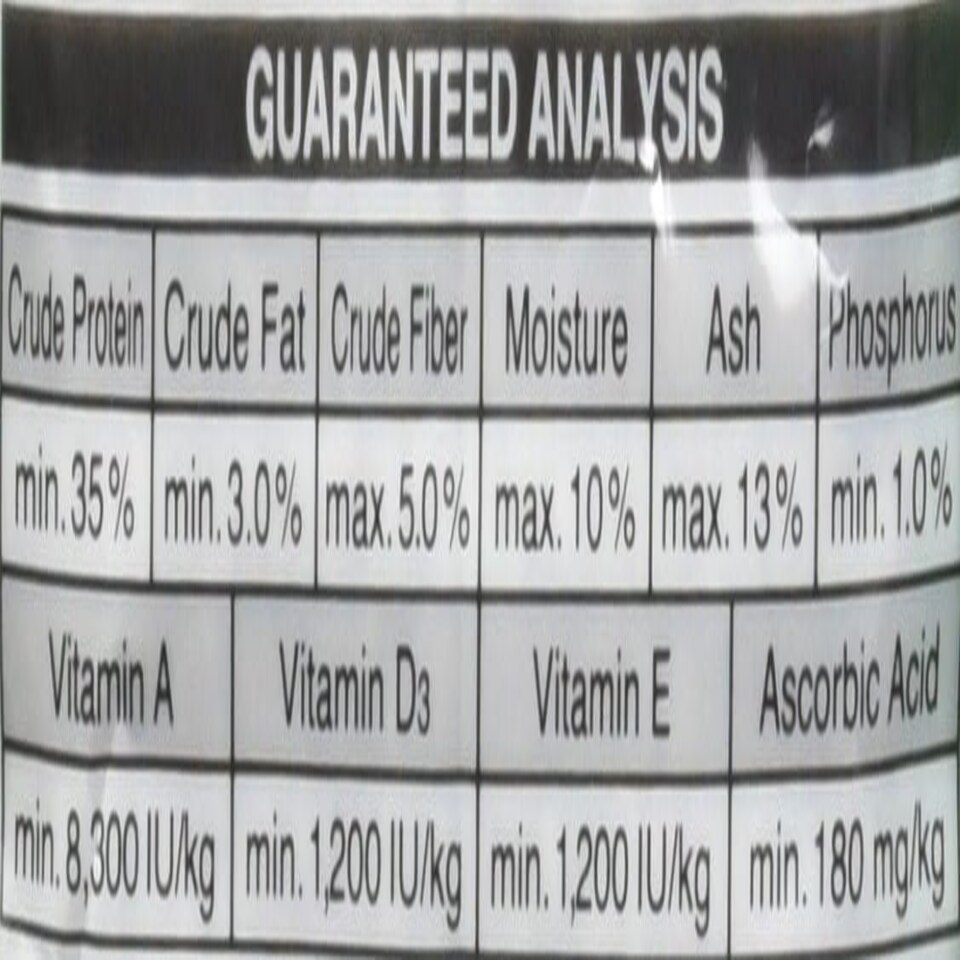 GUARANTEED ANALYSIS
Crude Protein Crude Fat Crude Fiber Moisture Ash Phosphorus
min. 35% min. 3.0% max. 5.0% max. 10% max. 13% min. 1.0%
Vitamin A Vitamin D3 Vitamin E Ascorbic Acid
min. 8,300 IU/kg min. 1,200 IU/kg min. 1,200 IU/kg min. 180 mg/kg